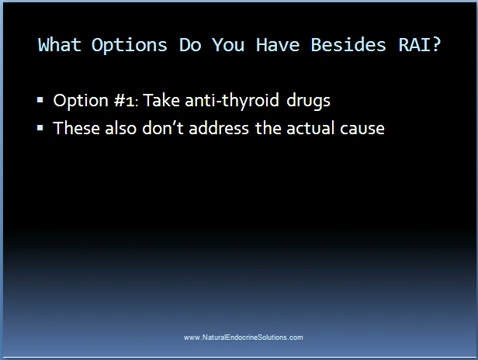 What Options Do You Have Besides RAI?
Option #1: Take anti-thyroid drugs
These also don't address the actual cause
www.NaturalEndocrineSolutions.com